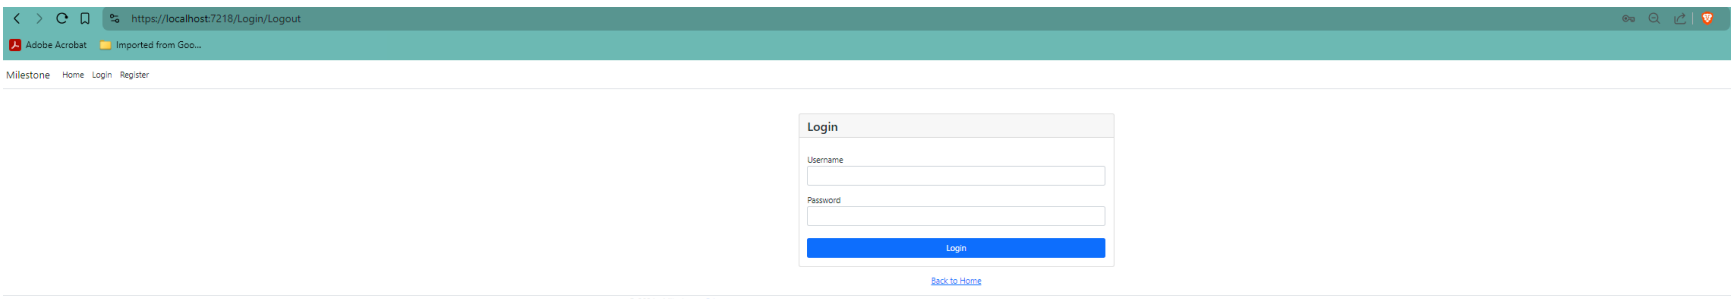 https://localhost:7218/Login/Logout
Adobe Acrobat Imported from Goo...
Milestone Home Login Register
Login
Username
Password
Login
Back to Home